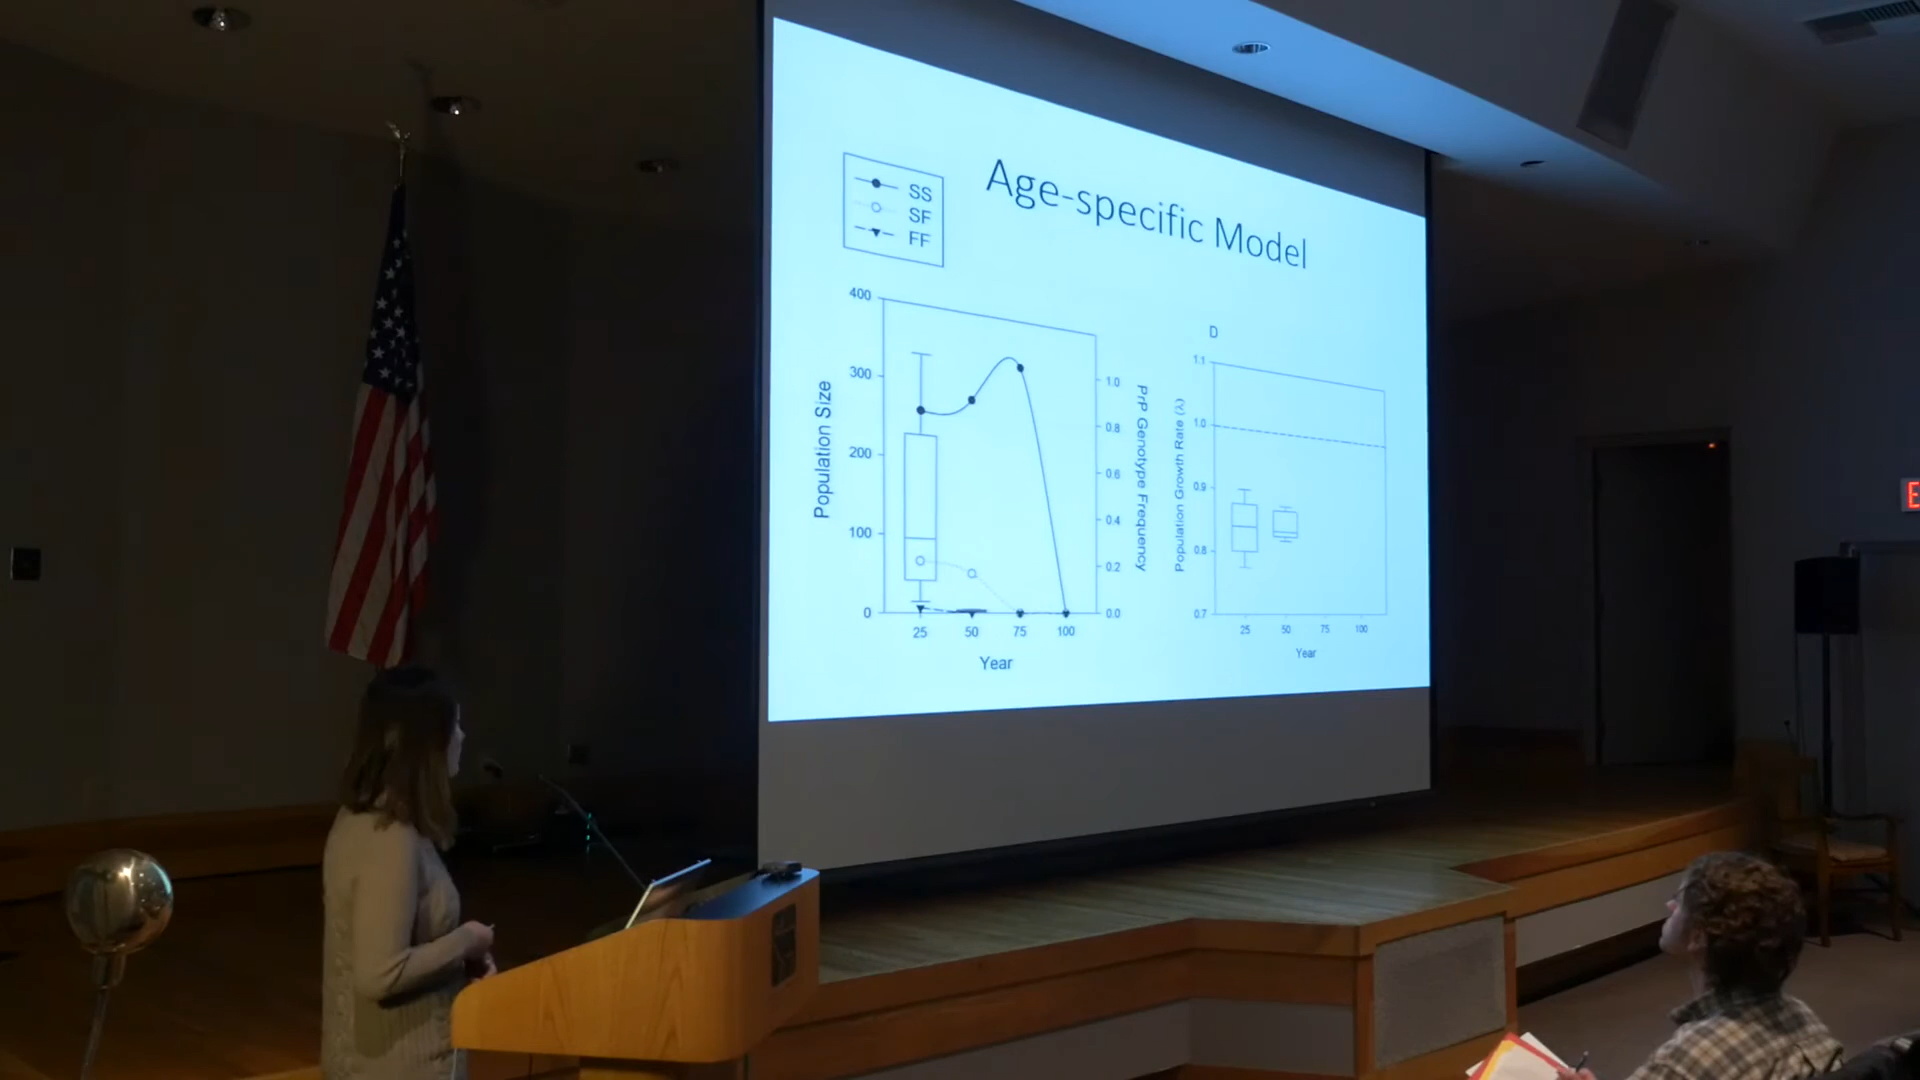 Age-specific Model
SS
SF
FF
400
300
200
100
0
Population Size
25 50 75 100
Year
1.0
0.8
0.6
0.4
0.2
0.0
PrP Genotype Frequency
D
1.1
1.0
0.9
0.8
0.7
Population Growth Rate (λ)
25 50 75 100
Year
E